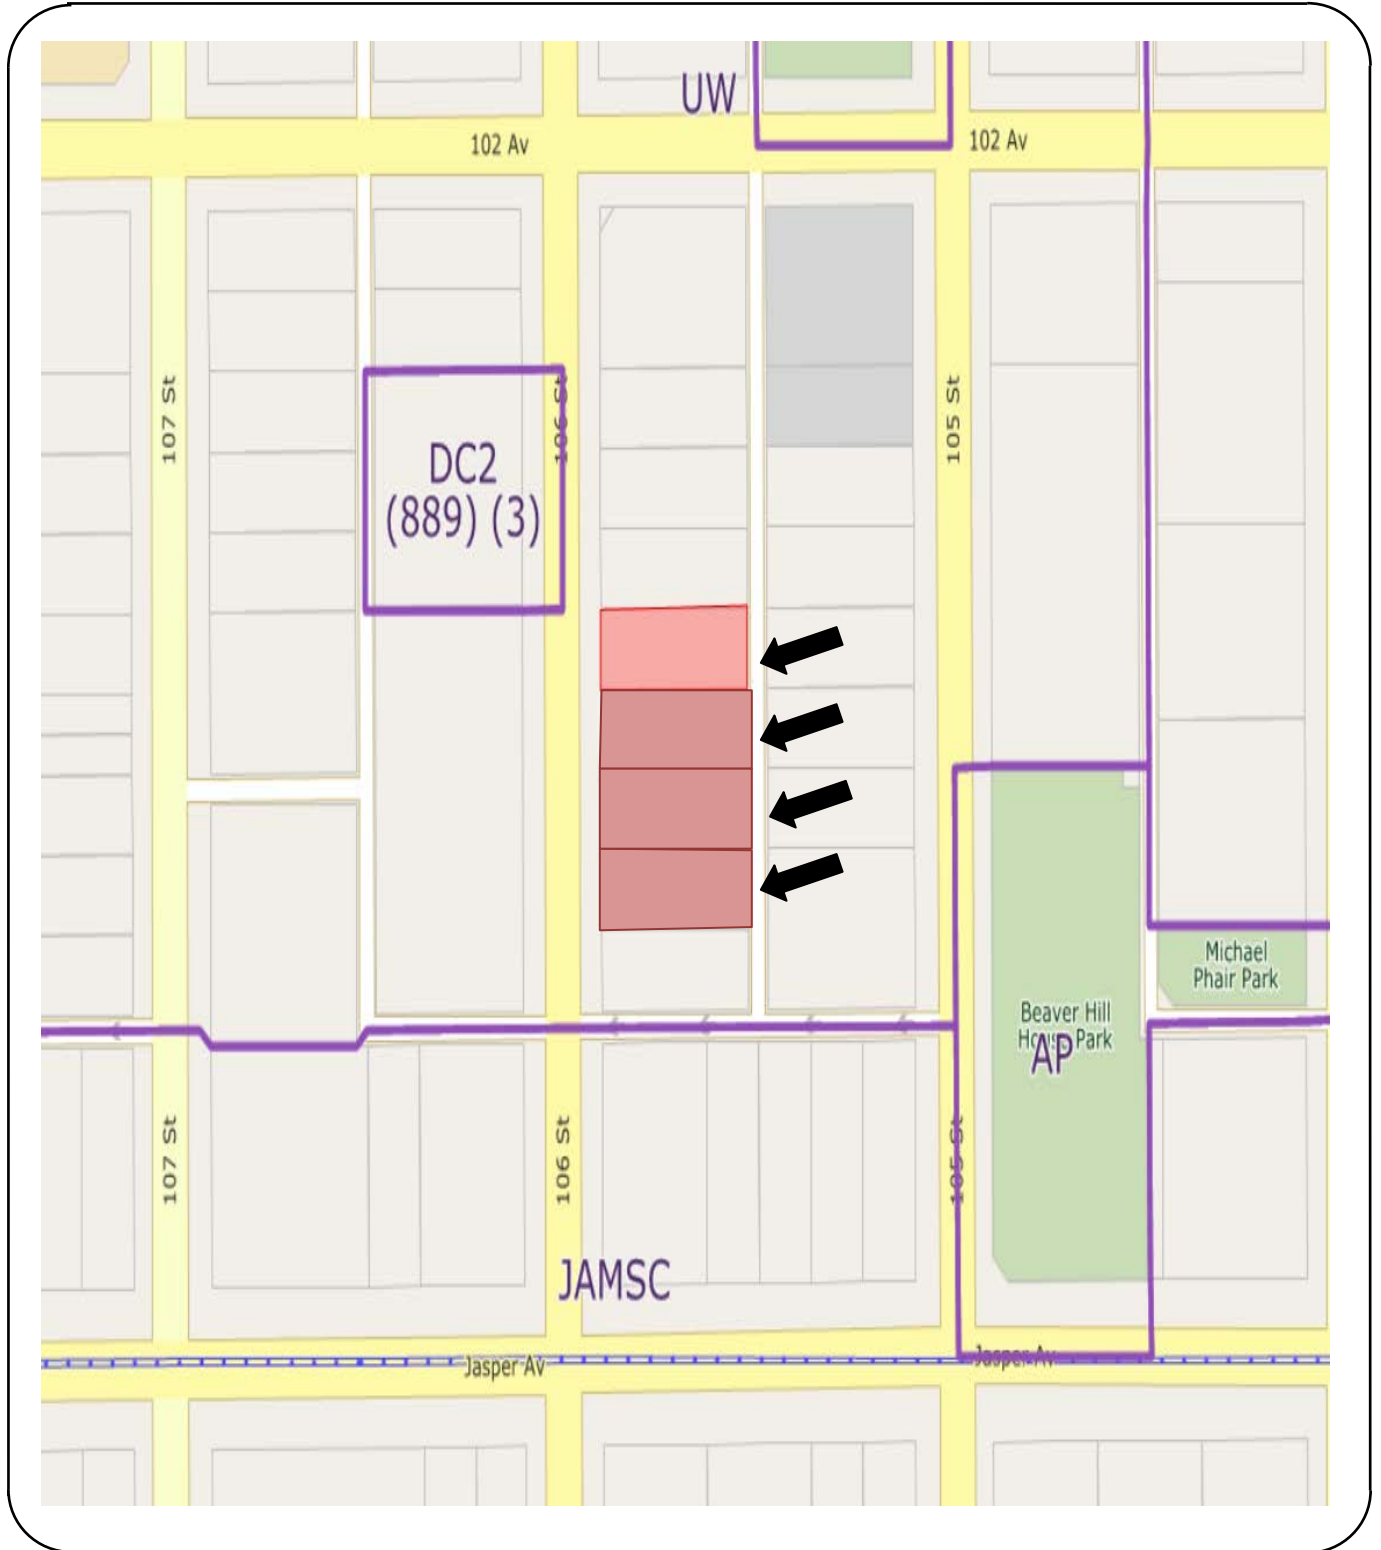 UW
102 Av
102 Av
107 St
106 St
105 St
DC2
(889) (3)
Michael
Phair Park
Beaver Hill
House Park
AP
107 St
106 St
105 St
JAMSC
Jasper Av
Jasper Av